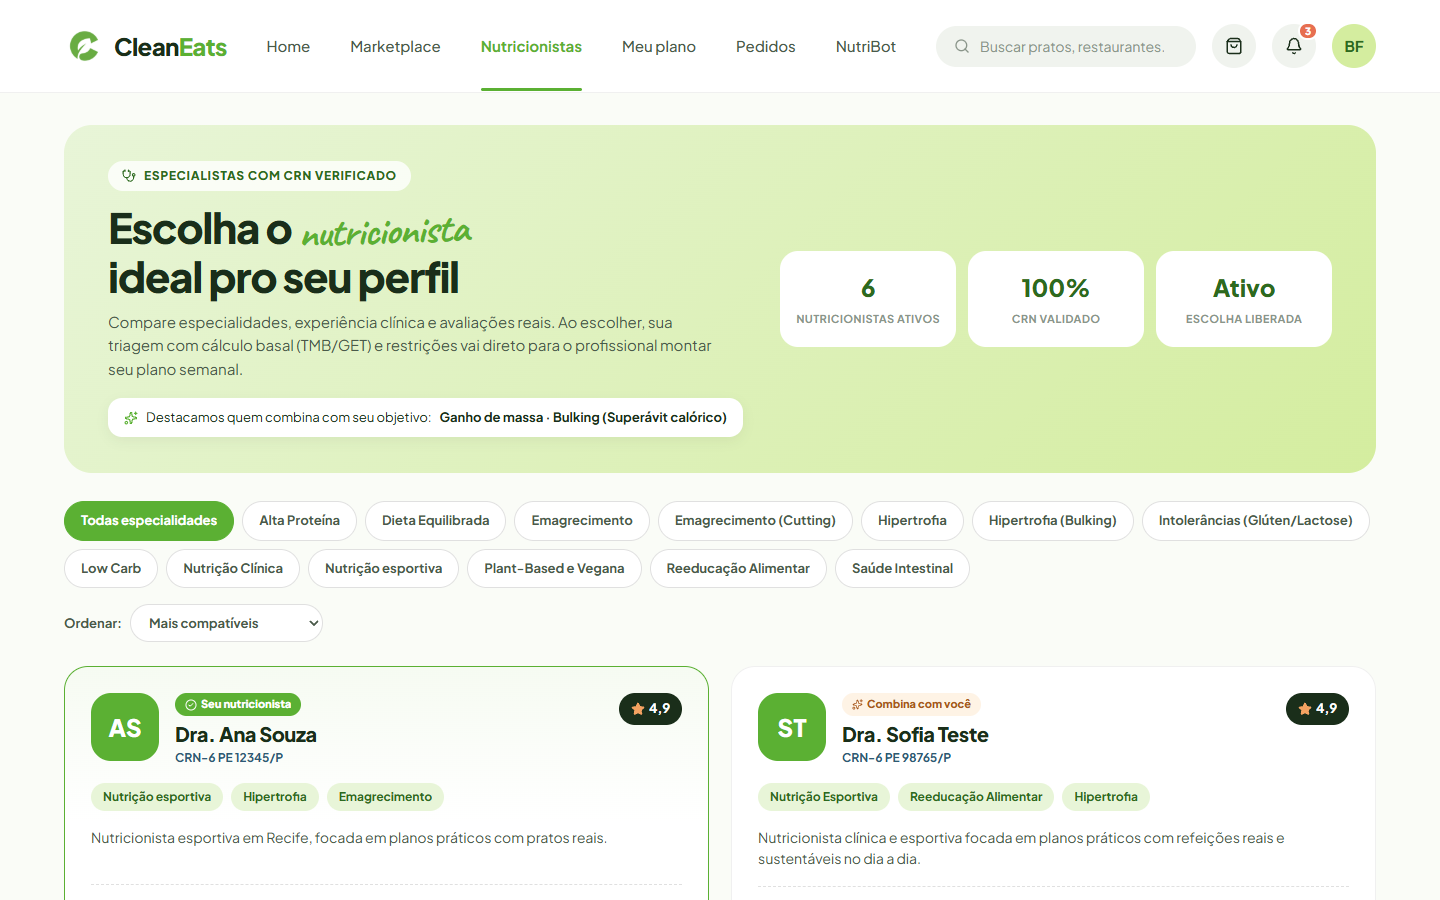 CleanEats
Home
Marketplace
Nutricionistas
Meu plano
Pedidos
NutriBot
Buscar pratos, restaurantes.
3
BF
ESPECIALISTAS COM CRN VERIFICADO
Escolha o nutricionista
ideal pro seu perfil
Compare especialidades, experiência clínica e avaliações reais. Ao escolher, sua
triagem com cálculo basal (TMB/GET) e restrições vai direto para o profissional montar
seu plano semanal.
Destacamos quem combina com seu objetivo: Ganho de massa · Bulking (Superávit calórico)
6
NUTRICIONISTAS ATIVOS
100%
CRN VALIDADO
Ativo
ESCOLHA LIBERADA
Todas especialidades
Alta Proteína
Dieta Equilibrada
Emagrecimento
Emagrecimento (Cutting)
Hipertrofia
Hipertrofia (Bulking)
Intolerâncias (Glúten/Lactose)
Low Carb
Nutrição Clínica
Nutrição esportiva
Plant-Based e Vegana
Reeducação Alimentar
Saúde Intestinal
Ordenar: Mais compatíveis
AS
Seu nutricionista
Dra. Ana Souza
CRN-6 PE 12345/P
4,9
Nutrição esportiva
Hipertrofia
Emagrecimento
Nutricionista esportiva em Recife, focada em planos práticos com pratos reais.
ST
Combina com você
Dra. Sofia Teste
CRN-6 PE 98765/P
4,9
Nutrição Esportiva
Reeducação Alimentar
Hipertrofia
Nutricionista clínica e esportiva focada em planos práticos com refeições reais e
sustentáveis no dia a dia.